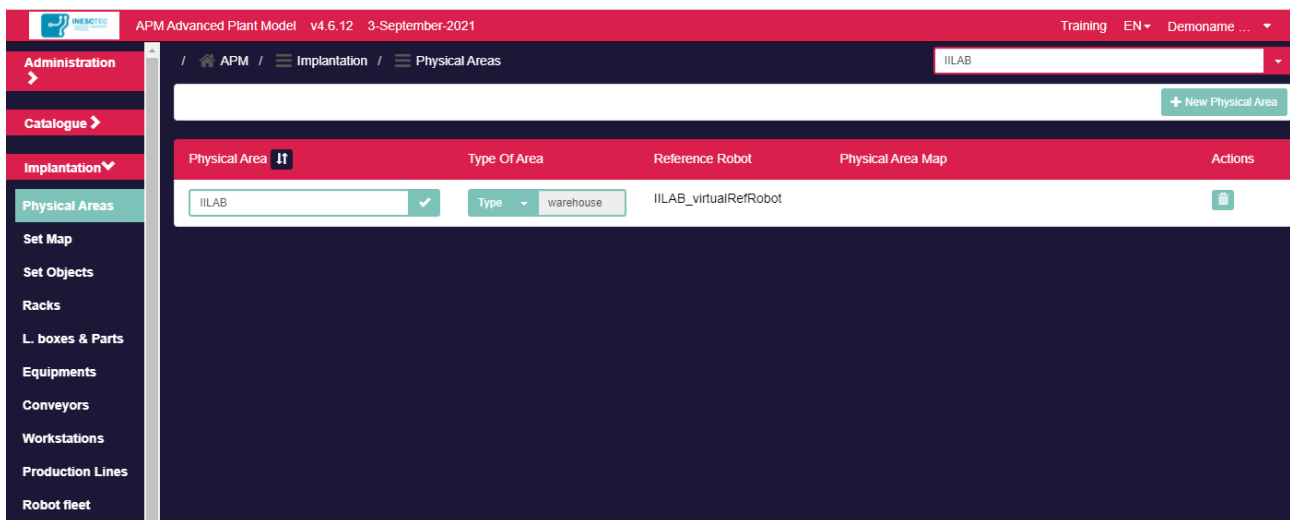 INESCTEC APM Advanced Plant Model v4.6.12 3-September-2021 Training EN Demoname ...
Administration
/ APM / Implantation / Physical Areas
IILAB
New Physical Area
Catalogue
Implantation
Physical Areas
Set Map
Set Objects
Racks
L. boxes & Parts
Equipments
Conveyors
Workstations
Production Lines
Robot fleet
Physical Area Type Of Area Reference Robot Physical Area Map Actions
IILAB Type warehouse IILAB_virtualRefRobot